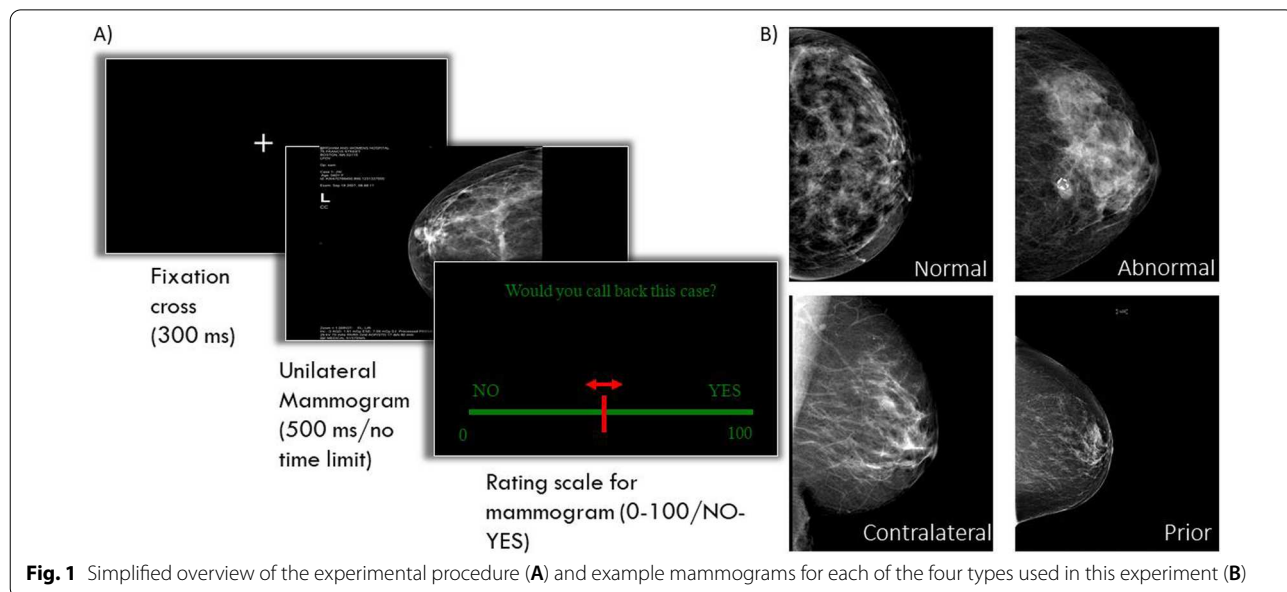 A)
Fixation
cross
(300 ms)
L
CC
Unilateral
Mammogram
(500 ms/no
time limit)
Would you call back this case?
NO
YES
0
100
Rating scale for
mammogram (0-100/NO-
YES)
B)
Normal
Abnormal
Contralateral
Prior
Fig. 1 Simplified overview of the experimental procedure (A) and example mammograms for each of the four types used in this experiment (B)